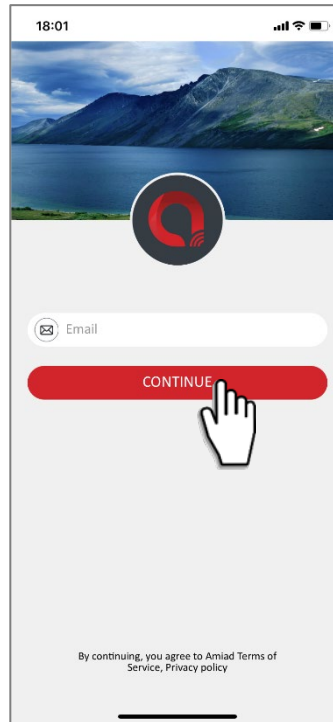 18:01
Email
CONTINUE
By continuing, you agree to Amiad Terms of
Service, Privacy policy